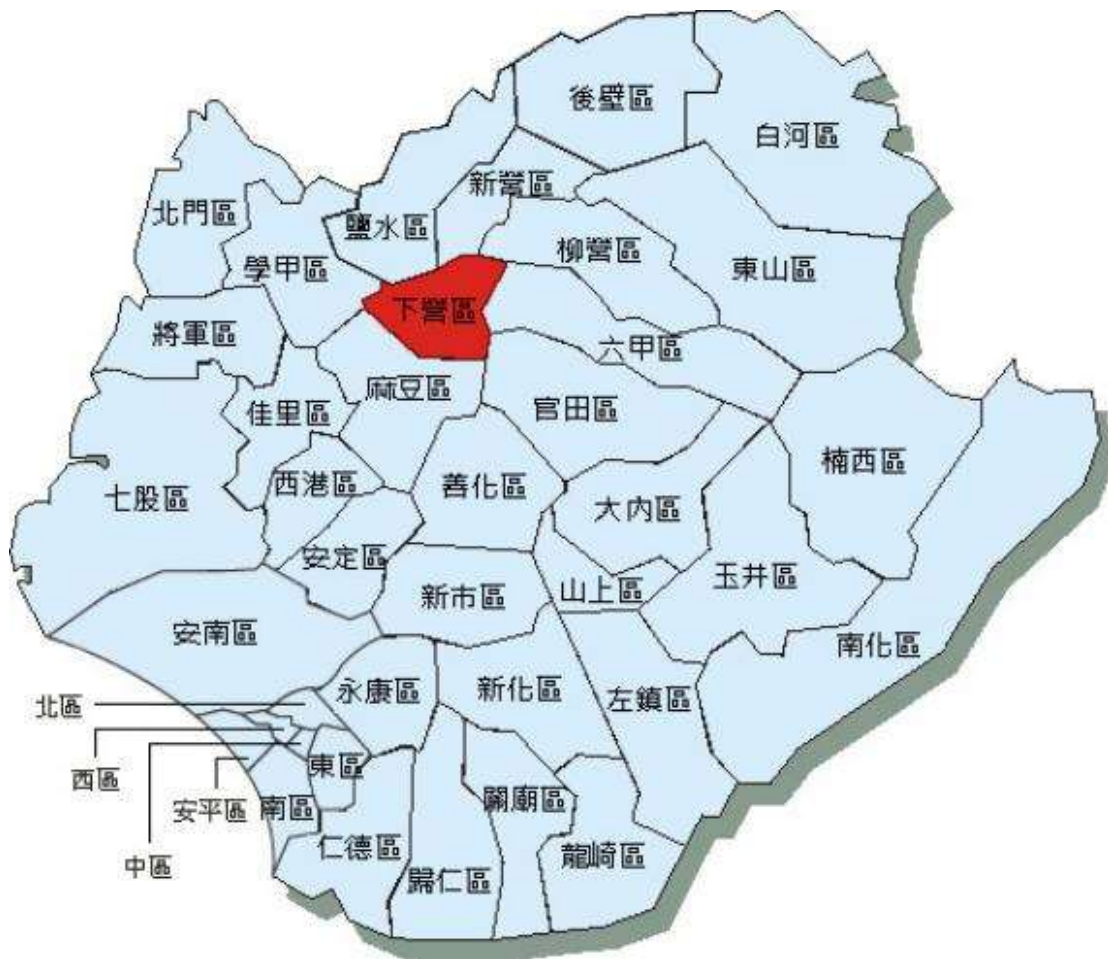 後壁區
白河區
新營區
北門區
鹽水區
柳營區
學甲區
東山區
下營區
將軍區
六甲區
麻豆區
佳里區
官田區
楠西區
西港區
善化區
七股區
大內區
安定區
玉井區
山上區
新市區
安南區
南化區
永康區
新化區
左鎮區
北區
東區
西區
關廟區
安平區
南區
仁德區
龍崎區
中區
歸仁區